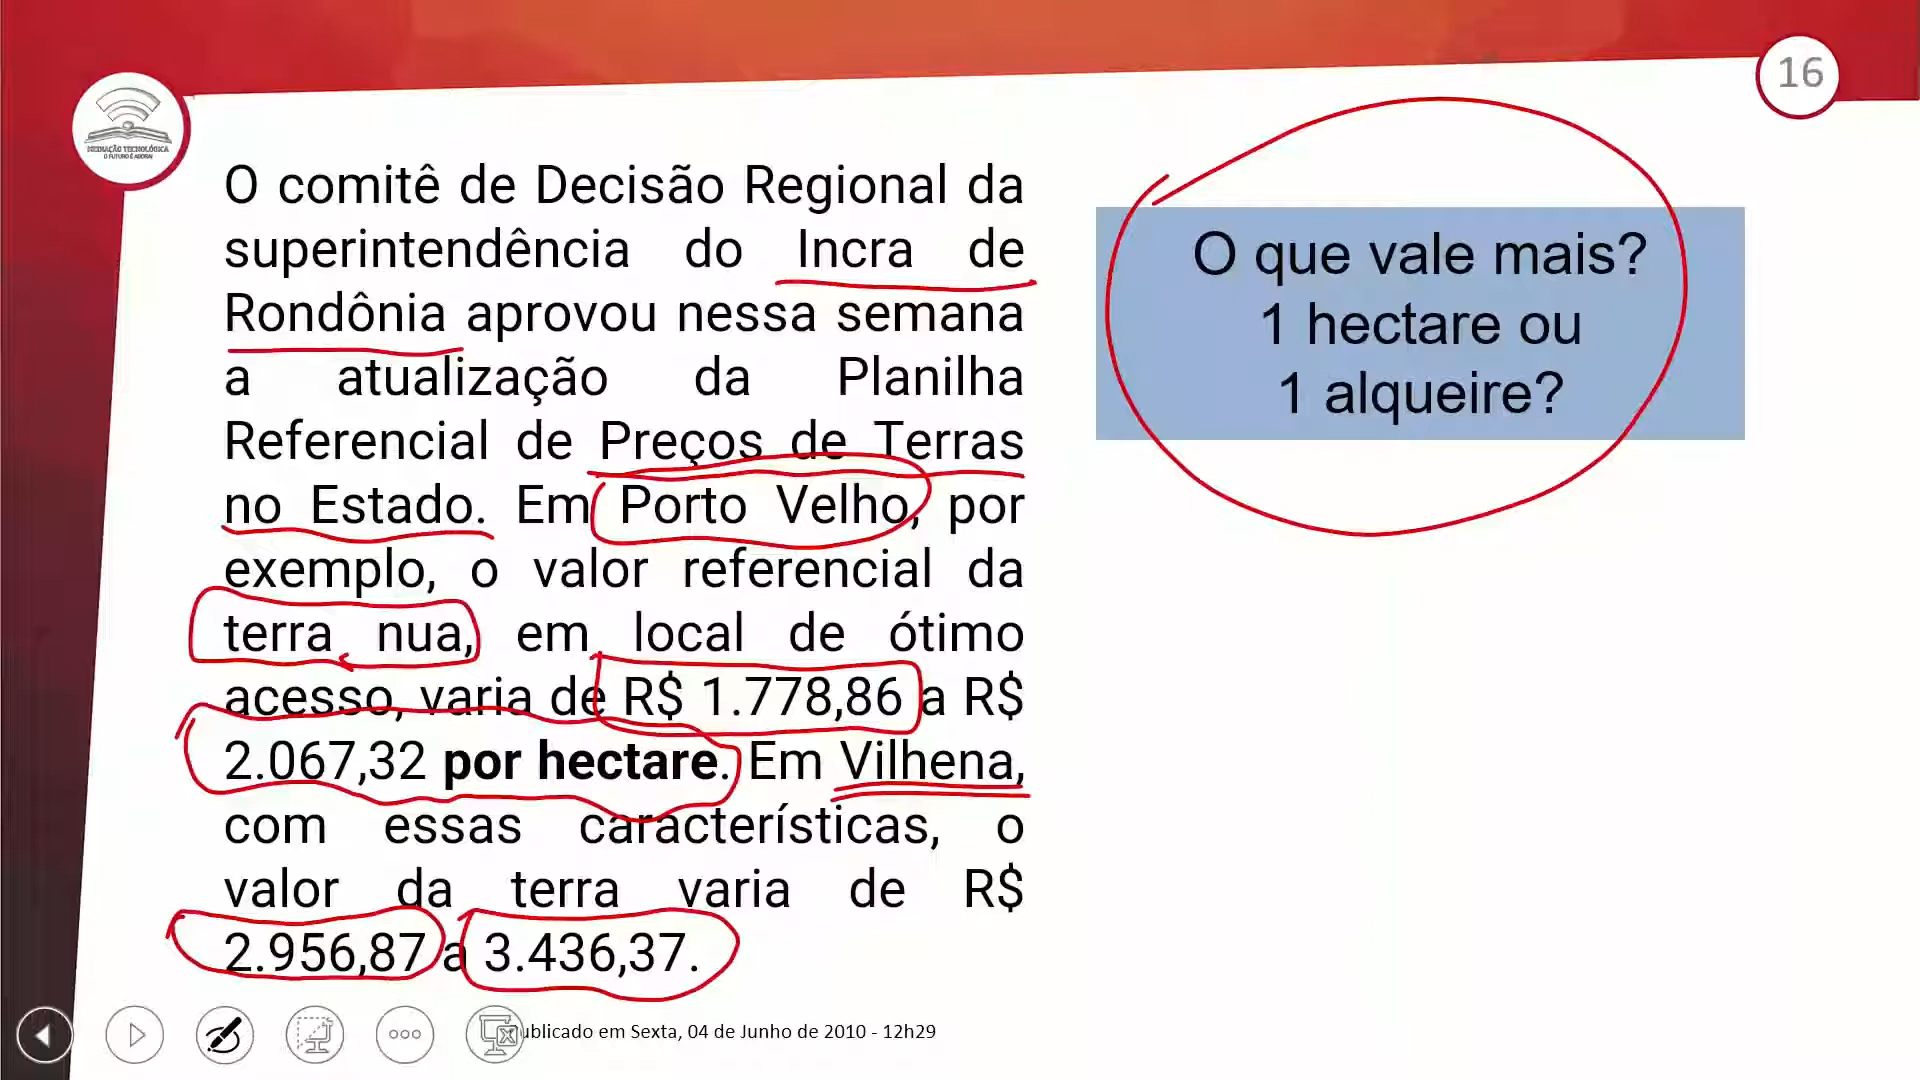 16
MEDIAÇÃO TECNOLÓGICA
O FUTURO É AGORA!
O comitê de Decisão Regional da
superintendência do Incra de
Rondônia aprovou nessa semana
a atualização da Planilha
Referencial de Preços de Terras
no Estado. Em Porto Velho, por
exemplo, o valor referencial da
terra nua, em local de ótimo
acesso, varia de R$ 1.778,86 a R$
2.067,32 por hectare. Em Vilhena,
com essas características, o
valor da terra varia de R$
2.956,87 a 3.436,37.
O que vale mais?
1 hectare ou
1 alqueire?
ublicado em Sexta, 04 de Junho de 2010 - 12h29